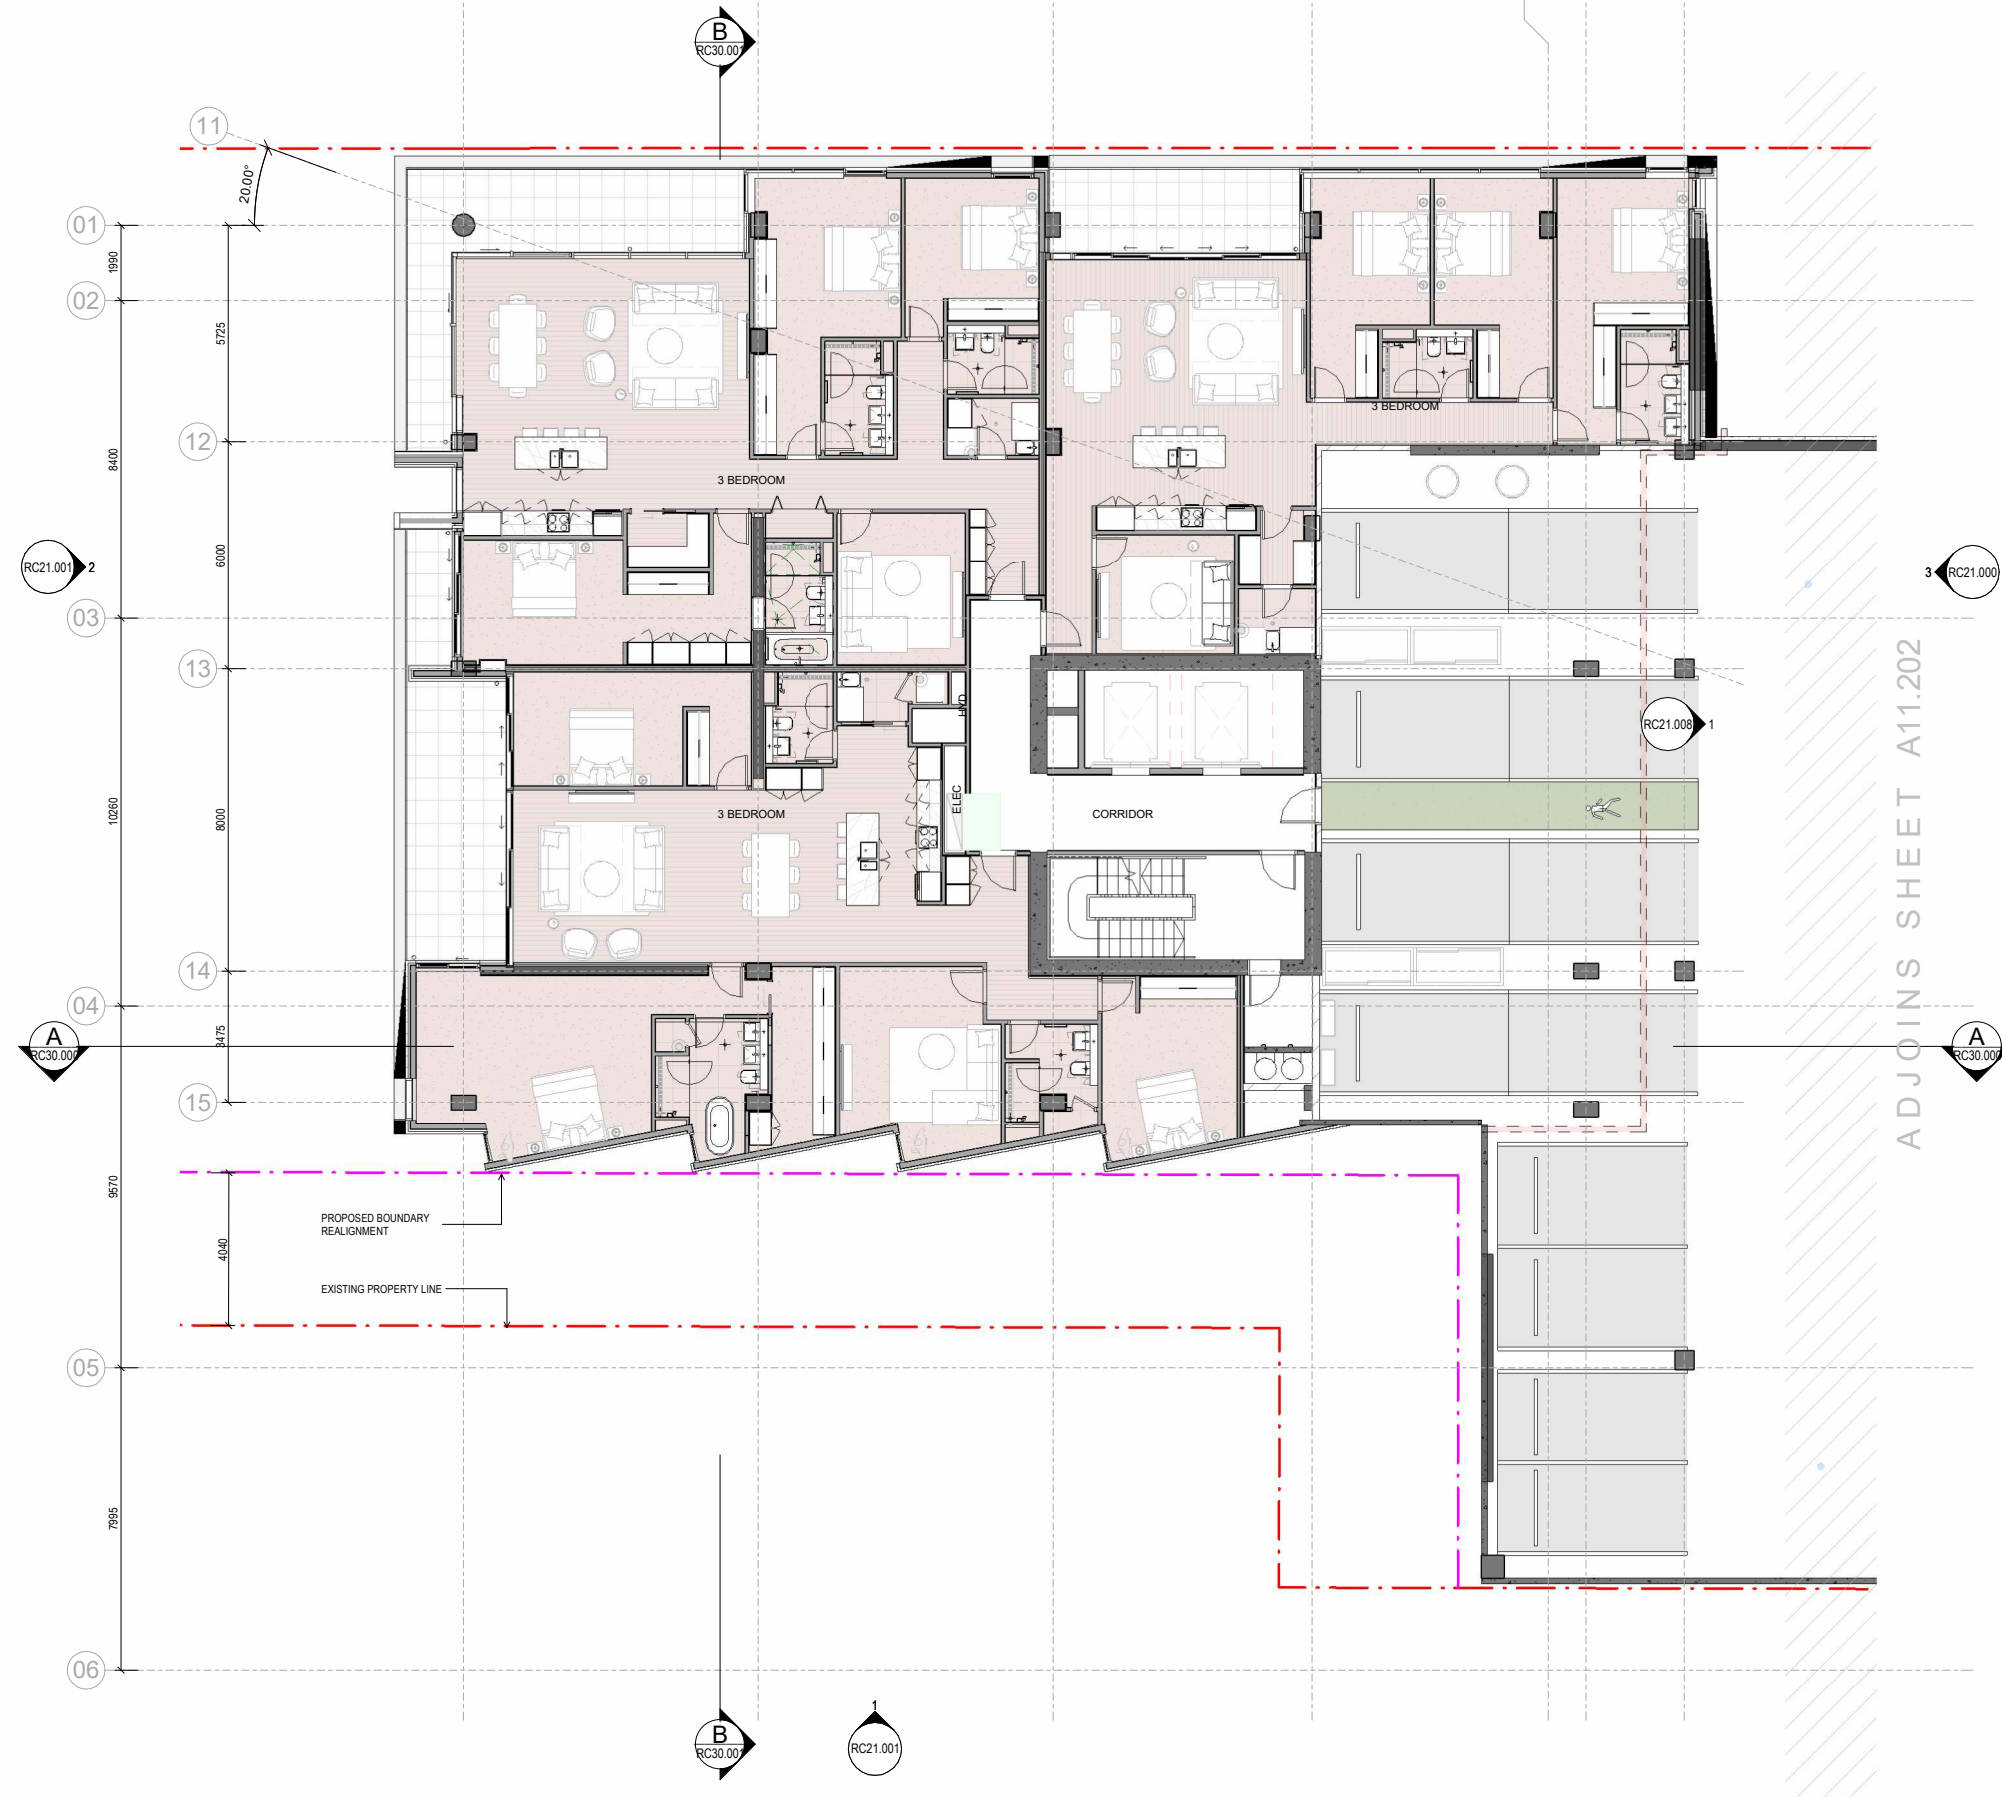 B
RC30.001
11
20.00°
01
1990
02
5725
12
8400
3 BEDROOM
3 BEDROOM
RC21.001
2
6000
3
RC21.000
03
13
HYD
RC21.008
1
ADJOINS SHEET A11.202
10260
8000
3 BEDROOM
ELEC
CORRIDOR
14
04
A
RC30.000
3475
A
RC30.000
15
9570
PROPOSED BOUNDARY
REALIGNMENT
4040
EXISTING PROPERTY LINE
05
7995
06
B
RC30.001
1
RC21.001